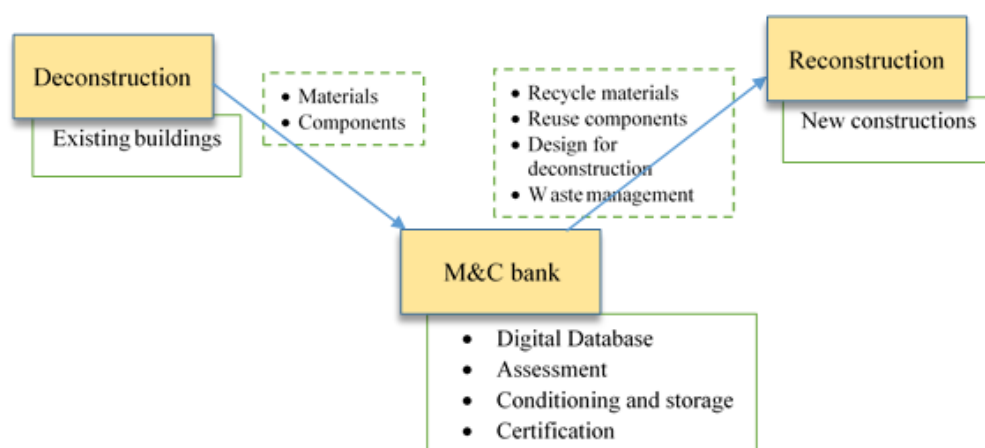 Deconstruction
Existing buildings
• Materials
• Components
• Recycle materials
• Reuse components
• Design for
deconstruction
• Waste management
Reconstruction
New constructions
M&C bank
• Digital Database
• Assessment
• Conditioning and storage
• Certification